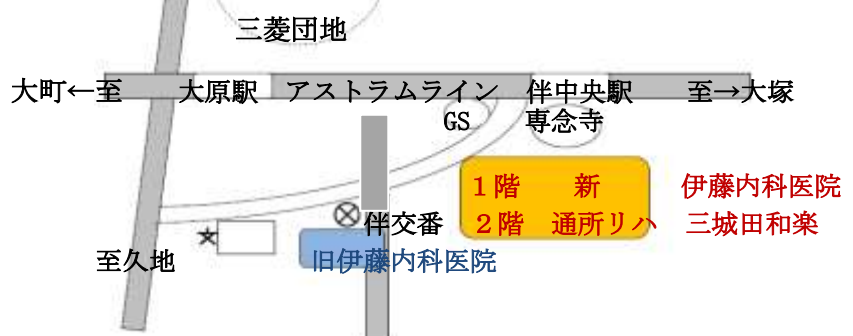 三菱団地
大町←至 大原駅 アストラムライン 伴中央駅 至→大塚
GS 専念寺
1階 新 伊藤内科医院
伴交番 2階 通所リハ 三城田和楽
至久地 旧伊藤内科医院